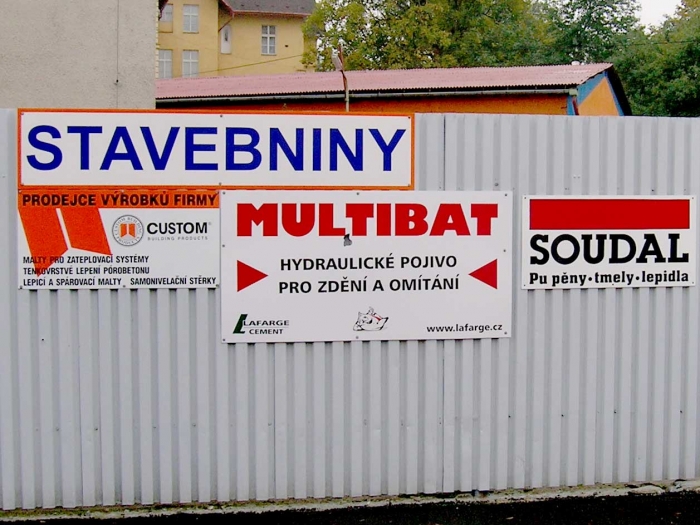 STAVEBNINY
PRODEJCE VÝROBKŮ FIRMY
CUSTOM
BUILDING PRODUCTS
MALTY PRO ZATEPLOVACÍ SYSTÉMY
TENKOVRSTVÉ LEPENÍ PÓROBETONU
LEPICÍ A SPÁROVACÍ MALTY SAMONIVELAČNÍ STĚRKY
MULTIBAT
HYDRAULICKÉ POJIVO
PRO ZDĚNÍ A OMÍTÁNÍ
LAFARGE
CEMENT
www.lafarge.cz
SOUDAL
Pu pěny•tmely•lepidla